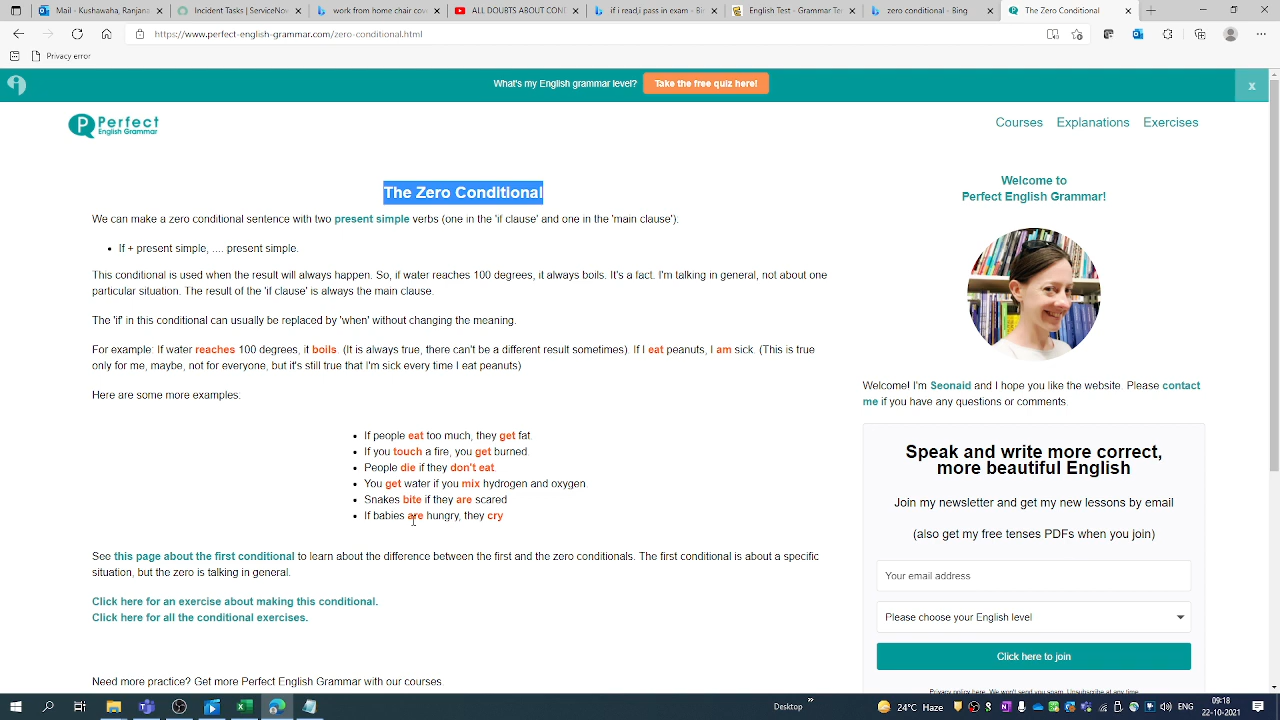 Mail - Kushwaha, Ranjan
Incident Tasks | ServiceNow
work from home chair
ALL DOUBTS ABOUT CONDI
if i read,i pass in exam - Bi
English Test - Grammar Te
zero conditional - Bing
The Zero Conditional
https://www.perfect-english-grammar.com/zero-conditional.html
Privacy error
What's my English grammar level? Take the free quiz here! x
Perfect
English Grammar
Courses Explanations Exercises
The Zero Conditional
We can make a zero conditional sentence with two present simple verbs (one in the 'if clause' and one in the 'main clause').
If + present simple, .... present simple.
This conditional is used when the result will always happen. So, if water reaches 100 degrees, it always boils. It's a fact. I'm talking in general, not about one
particular situation. The result of the 'if clause' is always the main clause.
The 'if' in this conditional can usually be replaced by 'when' without changing the meaning.
For example: If water reaches 100 degrees, it boils. (It is always true, there can't be a different result sometimes). If I eat peanuts, I am sick. (This is true
only for me, maybe, not for everyone, but it's still true that I'm sick every time I eat peanuts)
Here are some more examples:
If people eat too much, they get fat.
If you touch a fire, you get burned.
People die if they don't eat.
You get water if you mix hydrogen and oxygen.
Snakes bite if they are scared
If babies are hungry, they cry
See this page about the first conditional to learn about the difference between the first and the zero conditionals. The first conditional is about a specific
situation, but the zero is talking in general.
Click here for an exercise about making this conditional.
Click here for all the conditional exercises.
Need more practice? Get more Perfect English Grammar with our courses.
Welcome to
Perfect English Grammar!
Welcome! I'm Seonaid and I hope you like the website. Please contact
me if you have any questions or comments.
Speak and write more correct,
more beautiful English
Join my newsletter and get my new lessons by email
(also get my free tenses PDFs when you join)
Your email address
Please choose your English level
Click here to join
Privacy policy here. We won't send you spam. Unsubscribe at any time.
Desktop
24°C Haze
ENG
09:18
22-10-2021